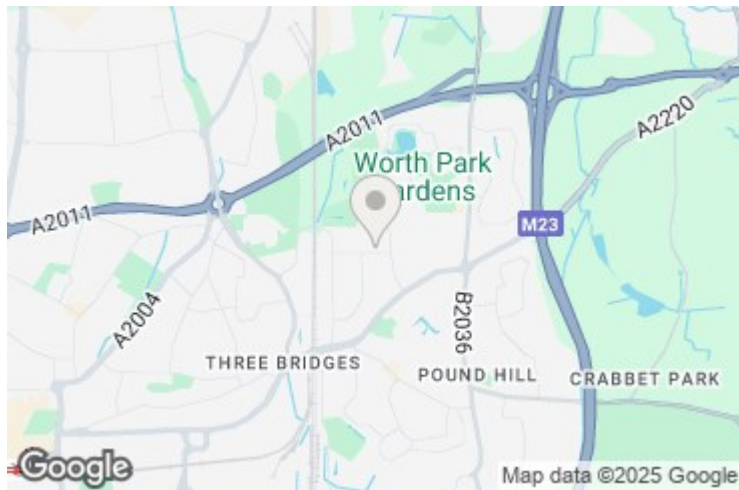 A2011
A2220
Worth Park
ardens
A2011
M23
A2004
B2036
THREE BRIDGES
POUND HILL
CRABBET PARK
Google
Map data ©2025 Google